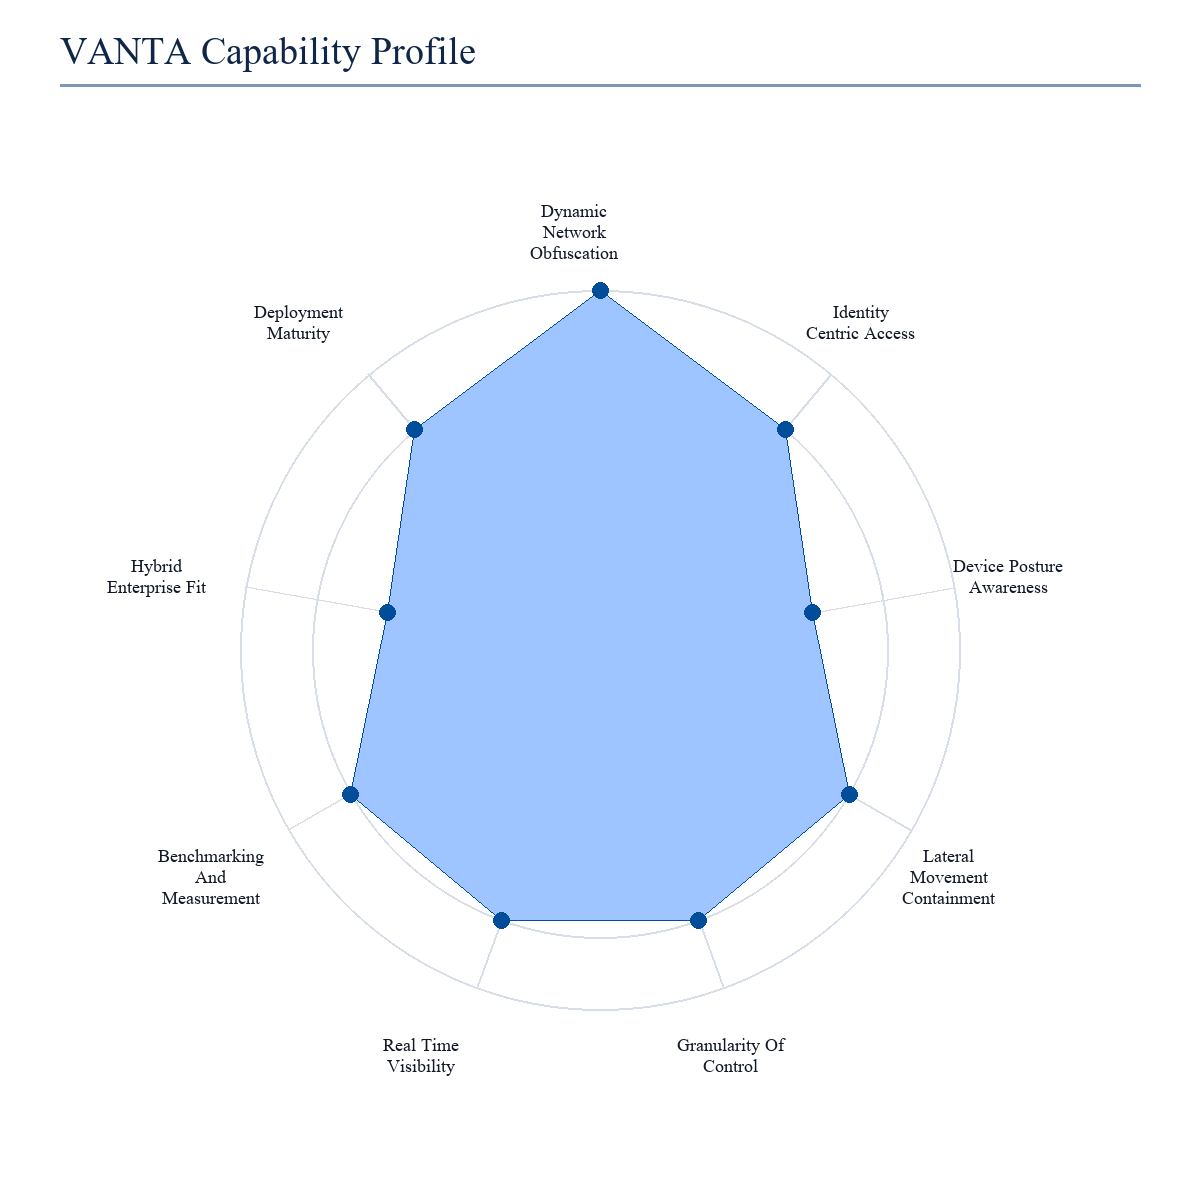 VANTA Capability Profile
Dynamic
Network
Obfuscation
Identity
Centric Access
Device Posture
Awareness
Lateral
Movement
Containment
Granularity Of
Control
Real Time
Visibility
Benchmarking
And
Measurement
Hybrid
Enterprise Fit
Deployment
Maturity